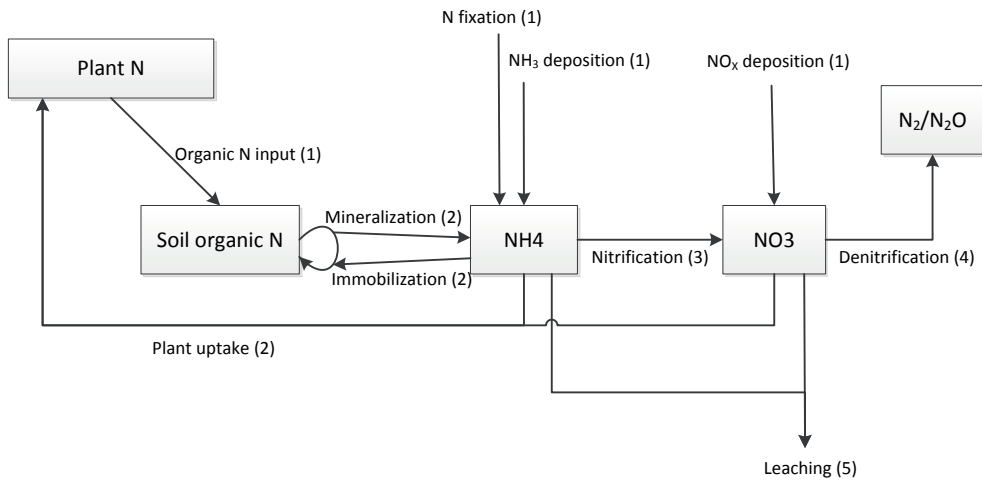 N fixation (1)
NH₃ deposition (1)
NOₓ deposition (1)
Plant N
N₂/N₂O
Organic N input (1)
Mineralization (2)
Soil organic N
NH4
NO3
Nitrification (3)
Denitrification (4)
Immobilization (2)
Plant uptake (2)
Leaching (5)